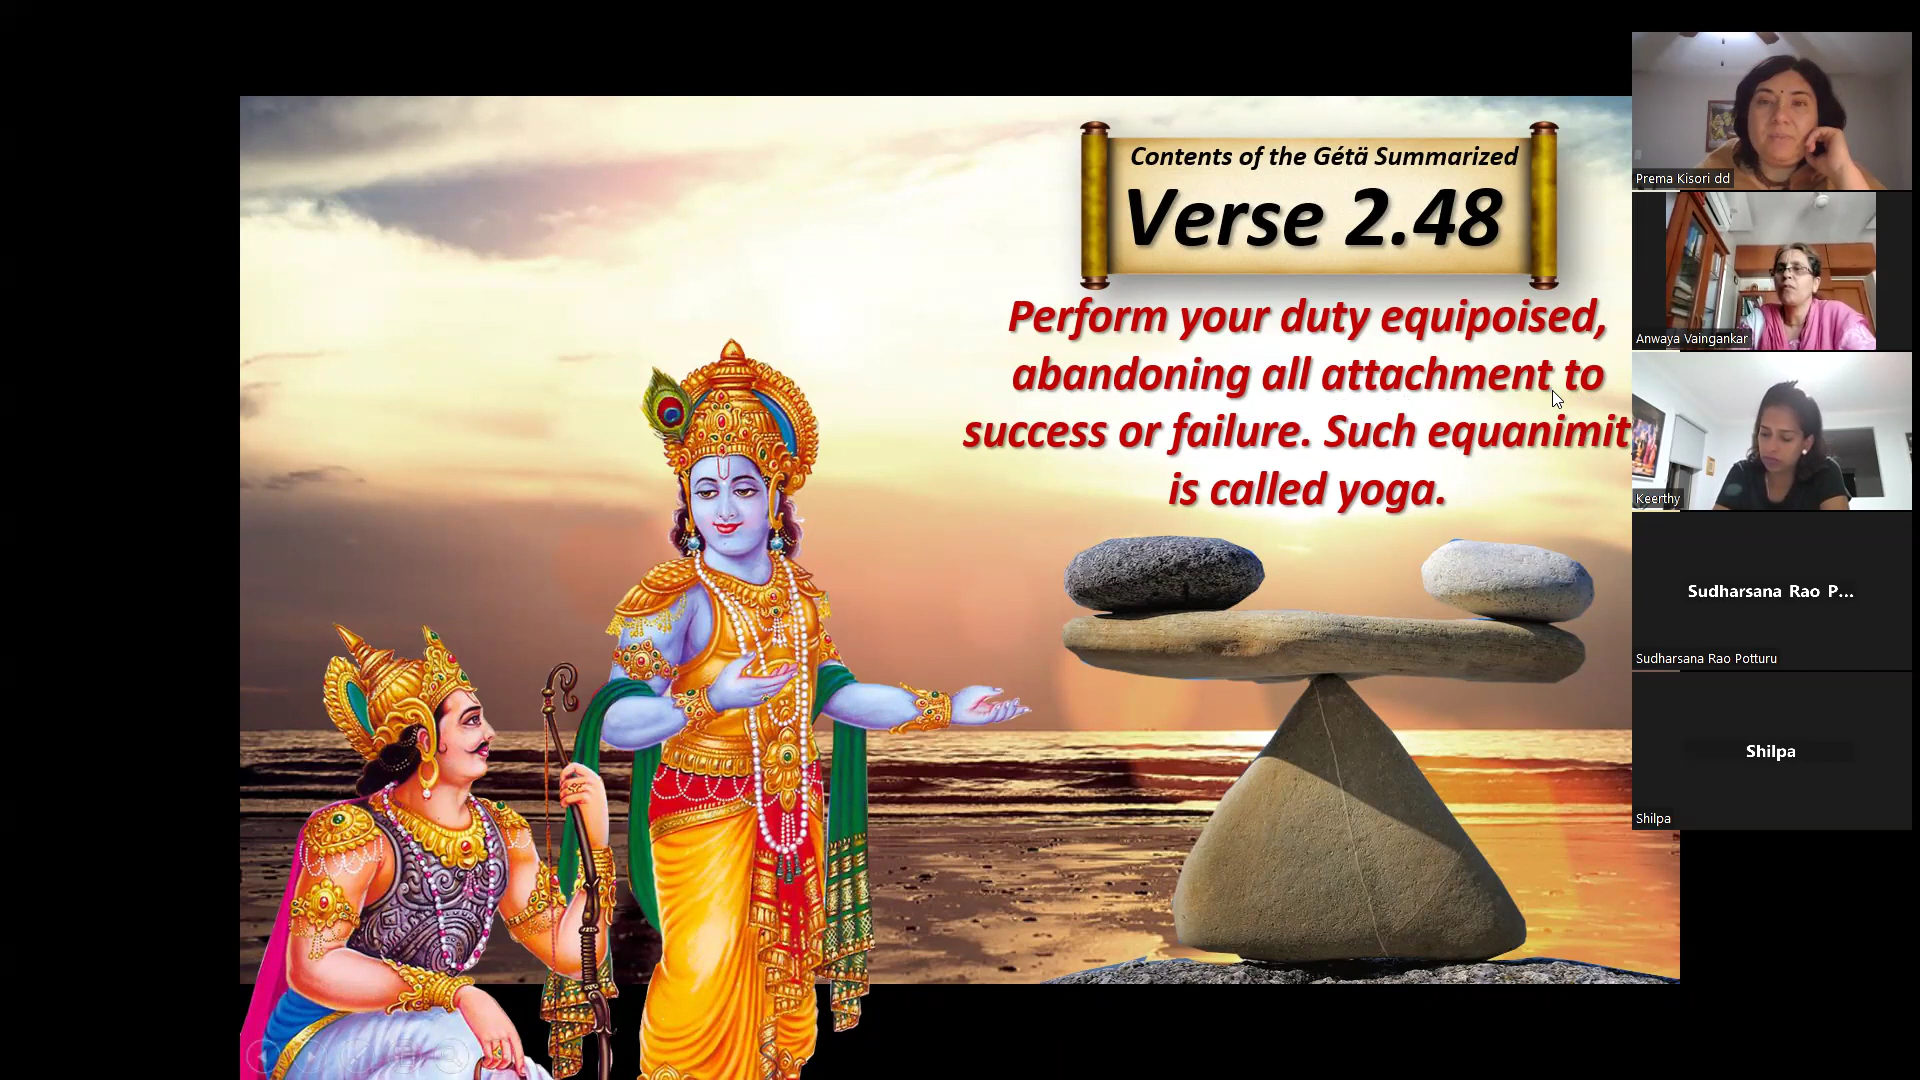 Contents of the Gétä Summarized
Verse 2.48
Perform your duty equipoised,
abandoning all attachment to
success or failure. Such equanimit
is called yoga.
Prema Kisori dd
Anwaya Vaingankar
Keerthy
Sudharsana Rao P...
Sudharsana Rao Potturu
Shilpa
Shilpa